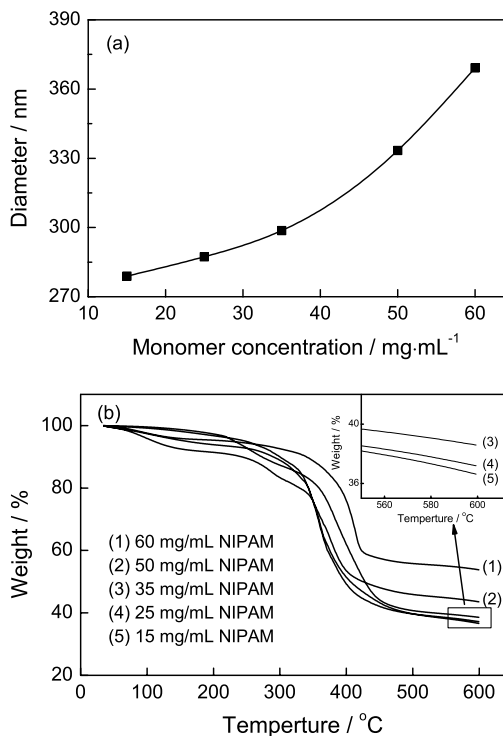 (a)
390
360
330
300
270
Diameter / nm
10 20 30 40 50 60
Monomer concentration / mg·mL⁻¹
(b)
100
80
60
40
20
Weight / %
(1) 60 mg/mL NIPAM
(2) 50 mg/mL NIPAM
(3) 35 mg/mL NIPAM
(4) 25 mg/mL NIPAM
(5) 15 mg/mL NIPAM
40
36
Weight / %
(3)
(4)
(5)
560 580 600
Temperture / °C
(1)
(2)
0 100 200 300 400 500 600
Temperture / °C